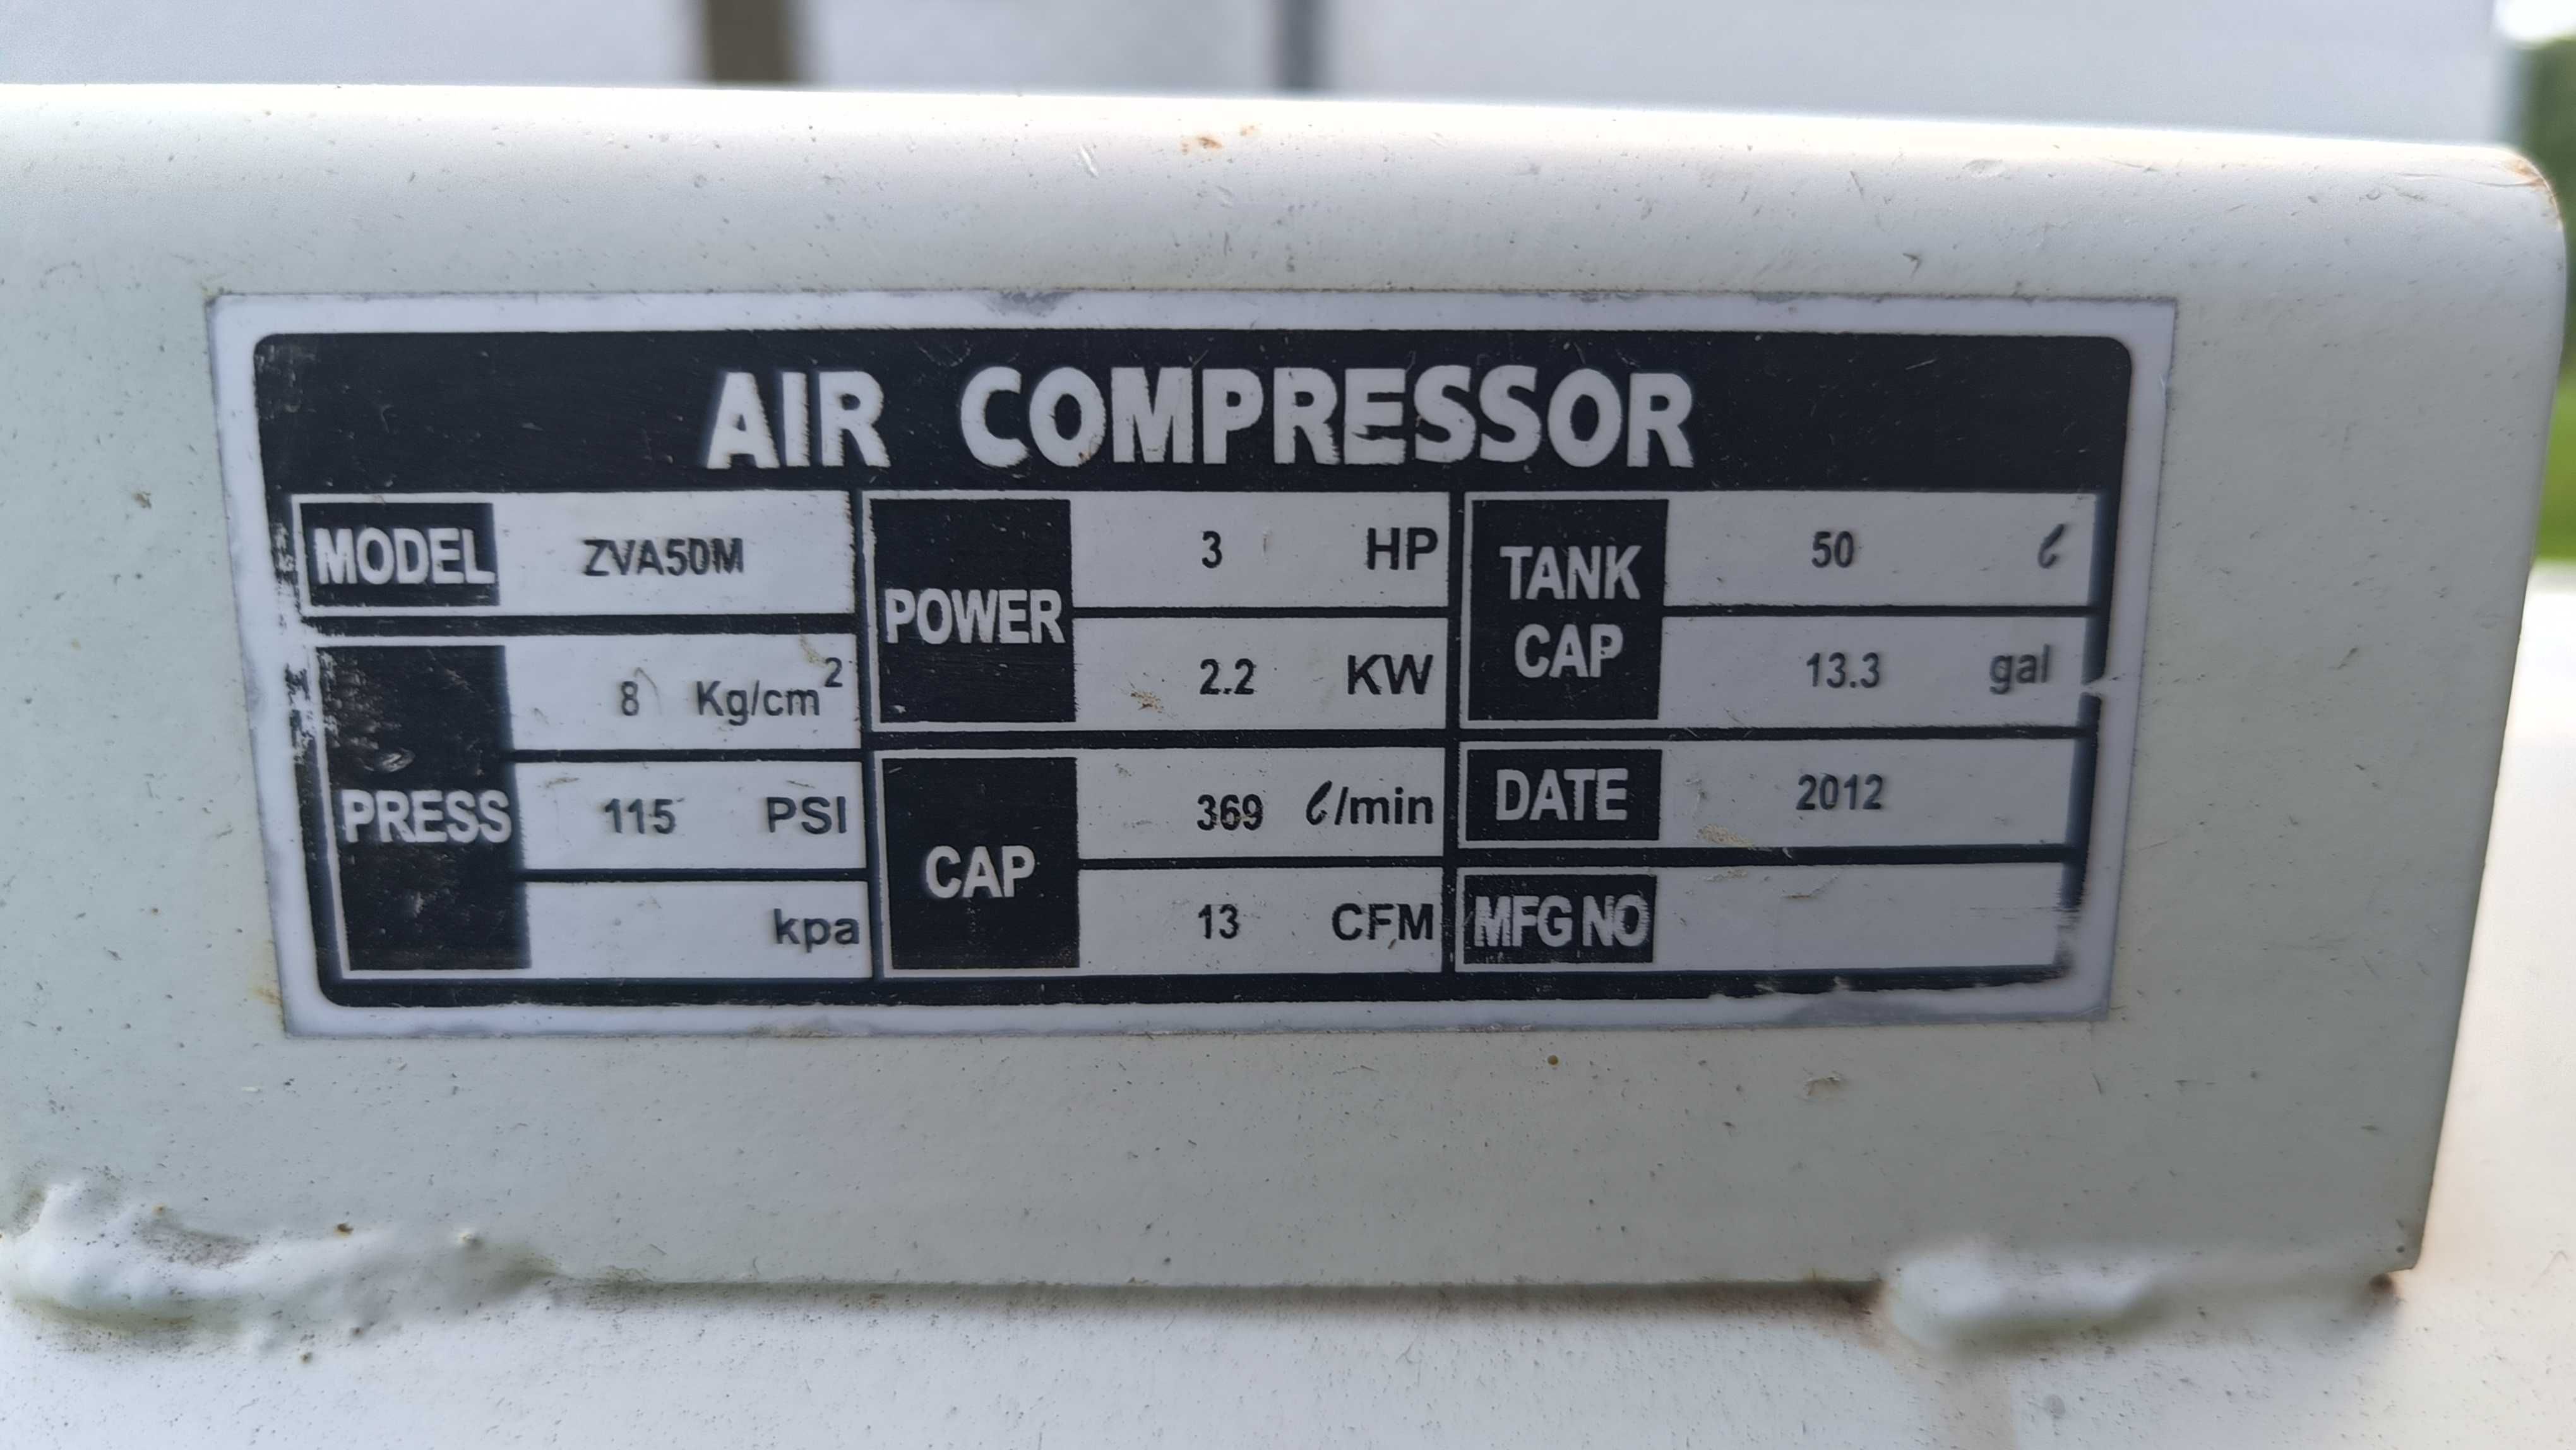 AIR COMPRESSOR
MODEL ZVA50M
PRESS
8 Kg/cm²
115 PSI
kpa
POWER
3 HP
2.2 KW
CAP
369 ℓ/min
13 CFM
TANK CAP
50 ℓ
13.3 gal
DATE 2012
MFG NO